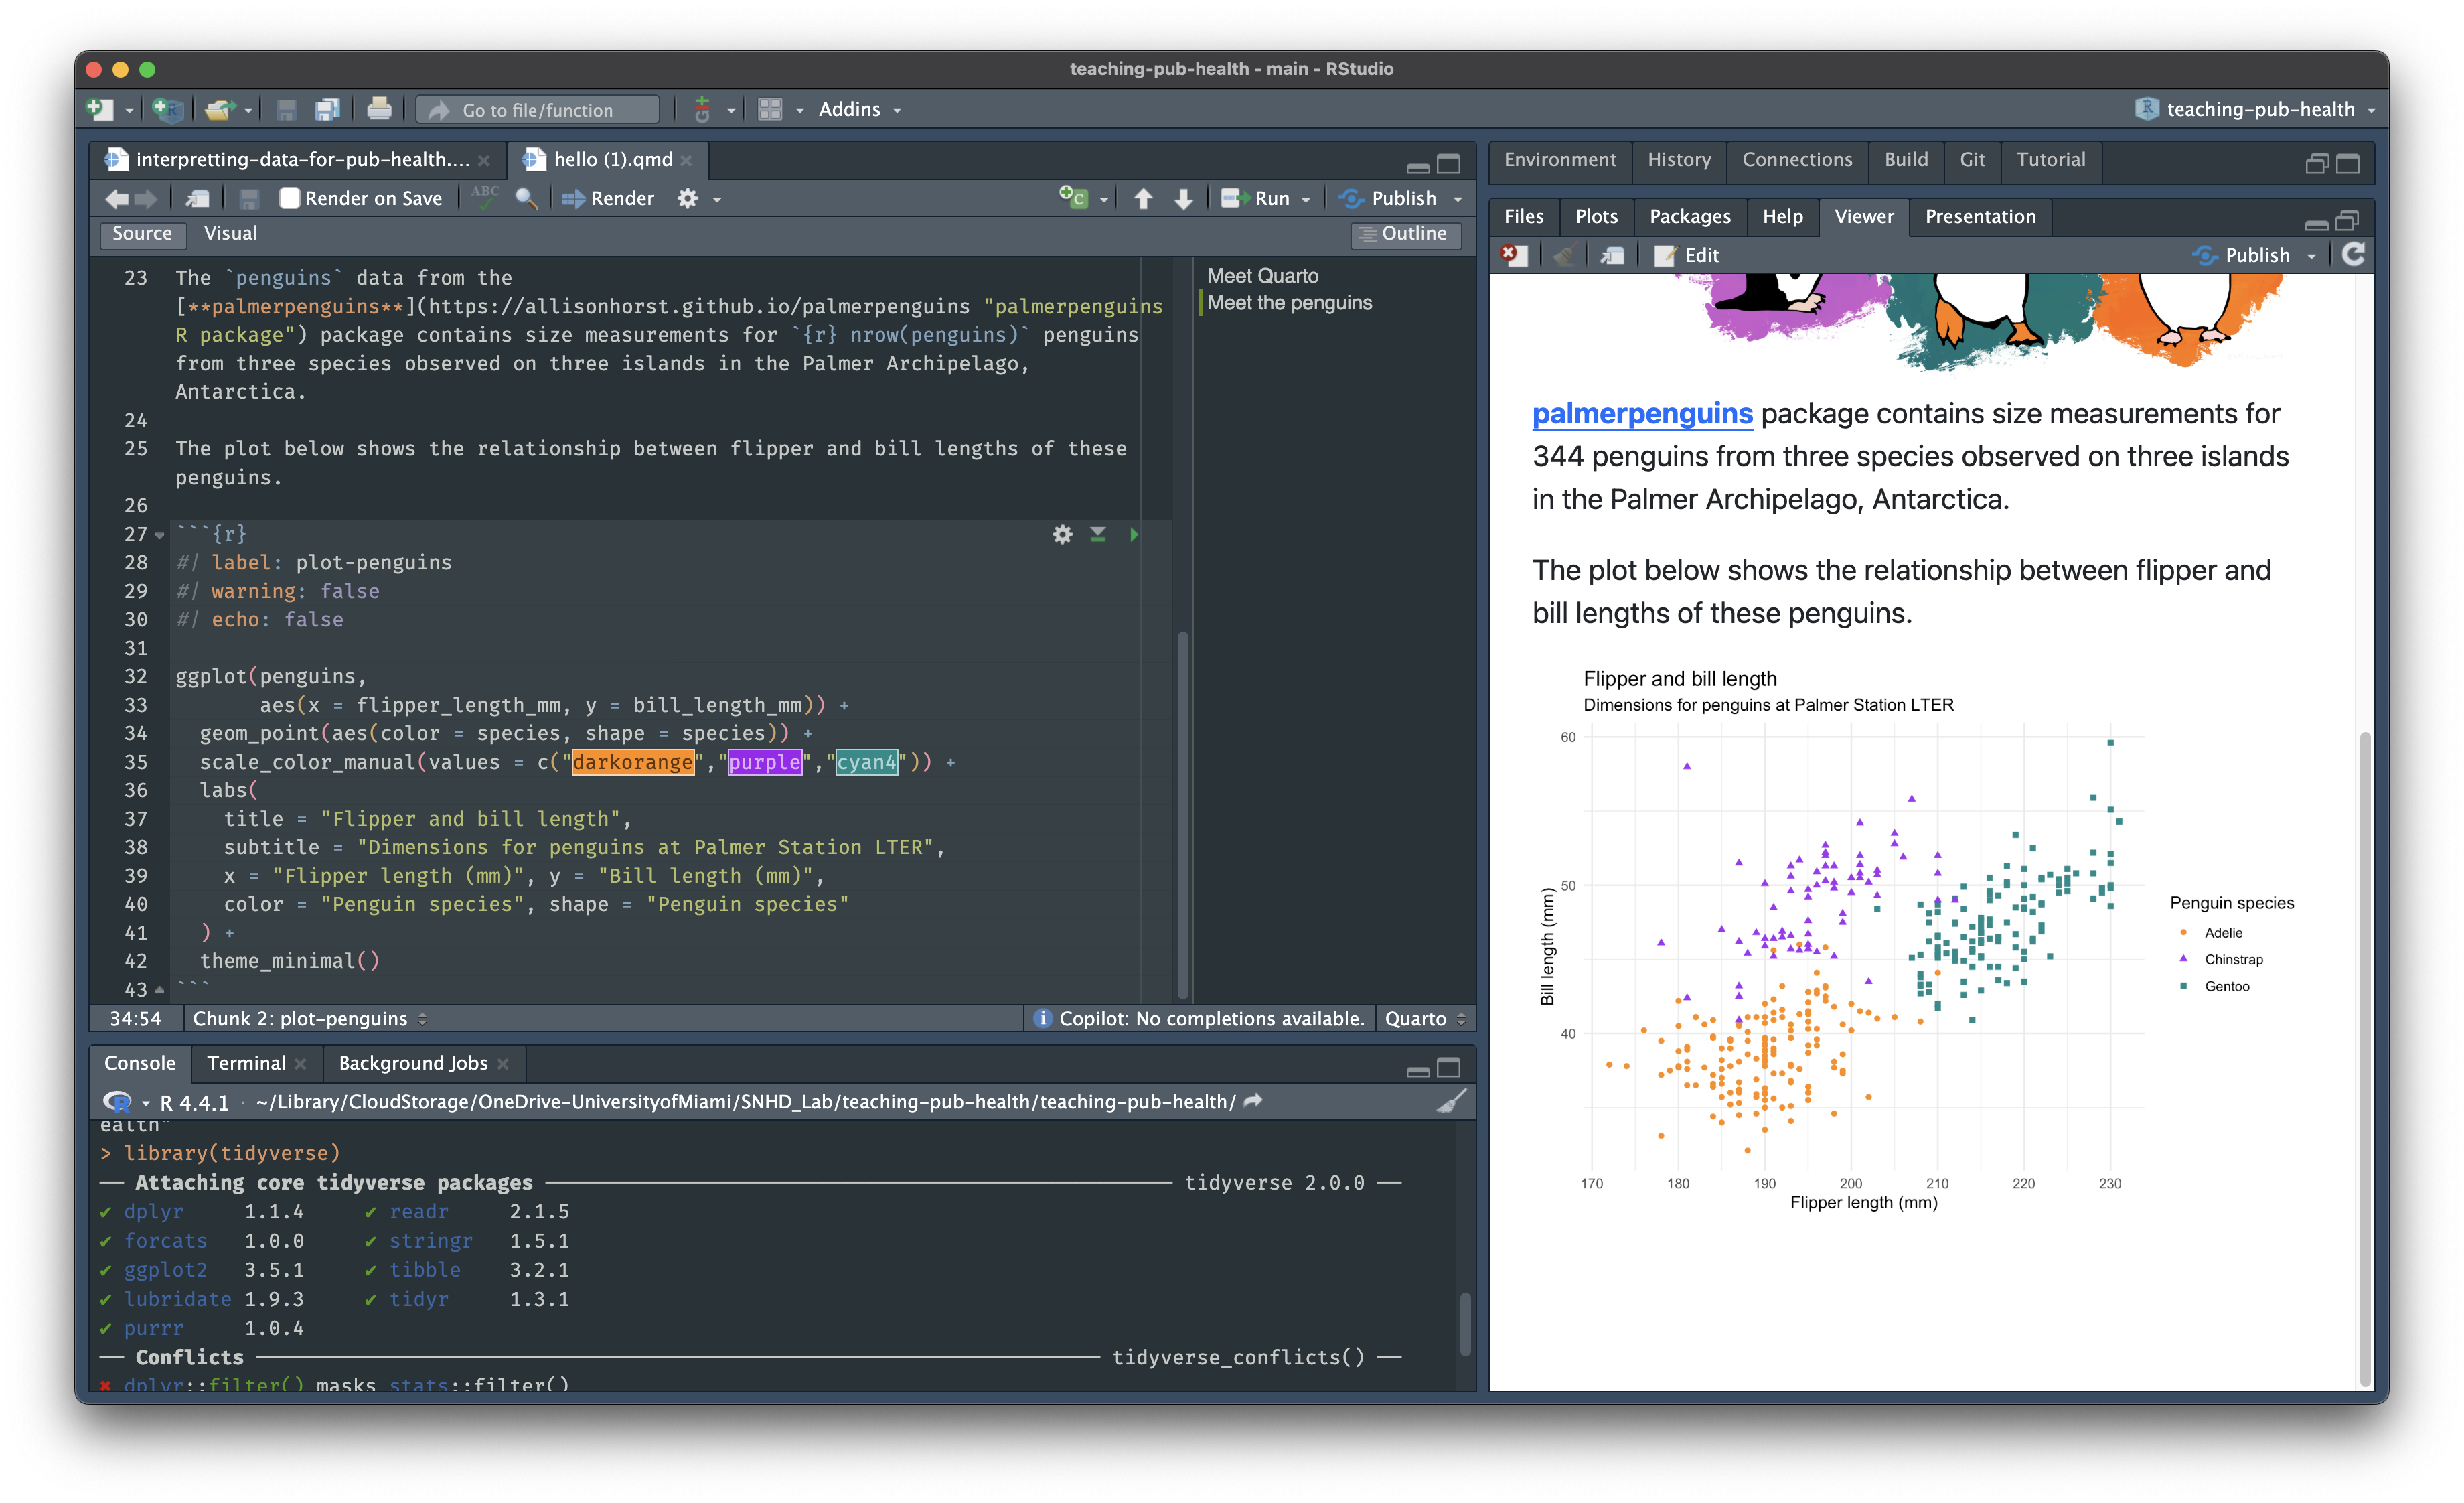 teaching-pub-health - main - RStudio
Go to file/function
Addins
teaching-pub-health
interpretting-data-for-pub-health....
hello (1).qmd
Render on Save
ABC
Render
Run
Publish
Source
Visual
Outline
23 The `penguins` data from the
[**palmerpenguins**](https://allisonhorst.github.io/palmerpenguins "palmerpenguins
R package") package contains size measurements for `{r} nrow(penguins)` penguins
from three species observed on three islands in the Palmer Archipelago,
Antarctica.
24
25 The plot below shows the relationship between flipper and bill lengths of these
penguins.
26
27 ```{r}
28 #| label: plot-penguins
29 #| warning: false
30 #| echo: false
31
32 ggplot(penguins,
33 aes(x = flipper_length_mm, y = bill_length_mm)) +
34 geom_point(aes(color = species, shape = species)) +
35 scale_color_manual(values = c("darkorange","purple","cyan4")) +
36 labs(
37 title = "Flipper and bill length",
38 subtitle = "Dimensions for penguins at Palmer Station LTER",
39 x = "Flipper length (mm)", y = "Bill length (mm)",
40 color = "Penguin species", shape = "Penguin species"
41 ) +
42 theme_minimal()
43 ```
Meet Quarto
Meet the penguins
34:54
Chunk 2: plot-penguins
Copilot: No completions available.
Quarto
Console
Terminal
Background Jobs
R 4.4.1 · ~/Library/CloudStorage/OneDrive-UniversityofMiami/SNHD_Lab/teaching-pub-health/teaching-pub-health/
ealth"
> library(tidyverse)
── Attaching core tidyverse packages ── tidyverse 2.0.0 ──
✔ dplyr 1.1.4 ✔ readr 2.1.5
✔ forcats 1.0.0 ✔ stringr 1.5.1
✔ ggplot2 3.5.1 ✔ tibble 3.2.1
✔ lubridate 1.9.3 ✔ tidyr 1.3.1
✔ purrr 1.0.4
── Conflicts ── tidyverse_conflicts() ──
✖ dplyr::filter() masks stats::filter()
Environment
History
Connections
Build
Git
Tutorial
Files
Plots
Packages
Help
Viewer
Presentation
Edit
Publish
palmerpenguins package contains size measurements for
344 penguins from three species observed on three islands
in the Palmer Archipelago, Antarctica.
The plot below shows the relationship between flipper and
bill lengths of these penguins.
Flipper and bill length
Dimensions for penguins at Palmer Station LTER
60
50
40
Bill length (mm)
170 180 190 200 210 220 230
Flipper length (mm)
Penguin species
Adelie
Chinstrap
Gentoo